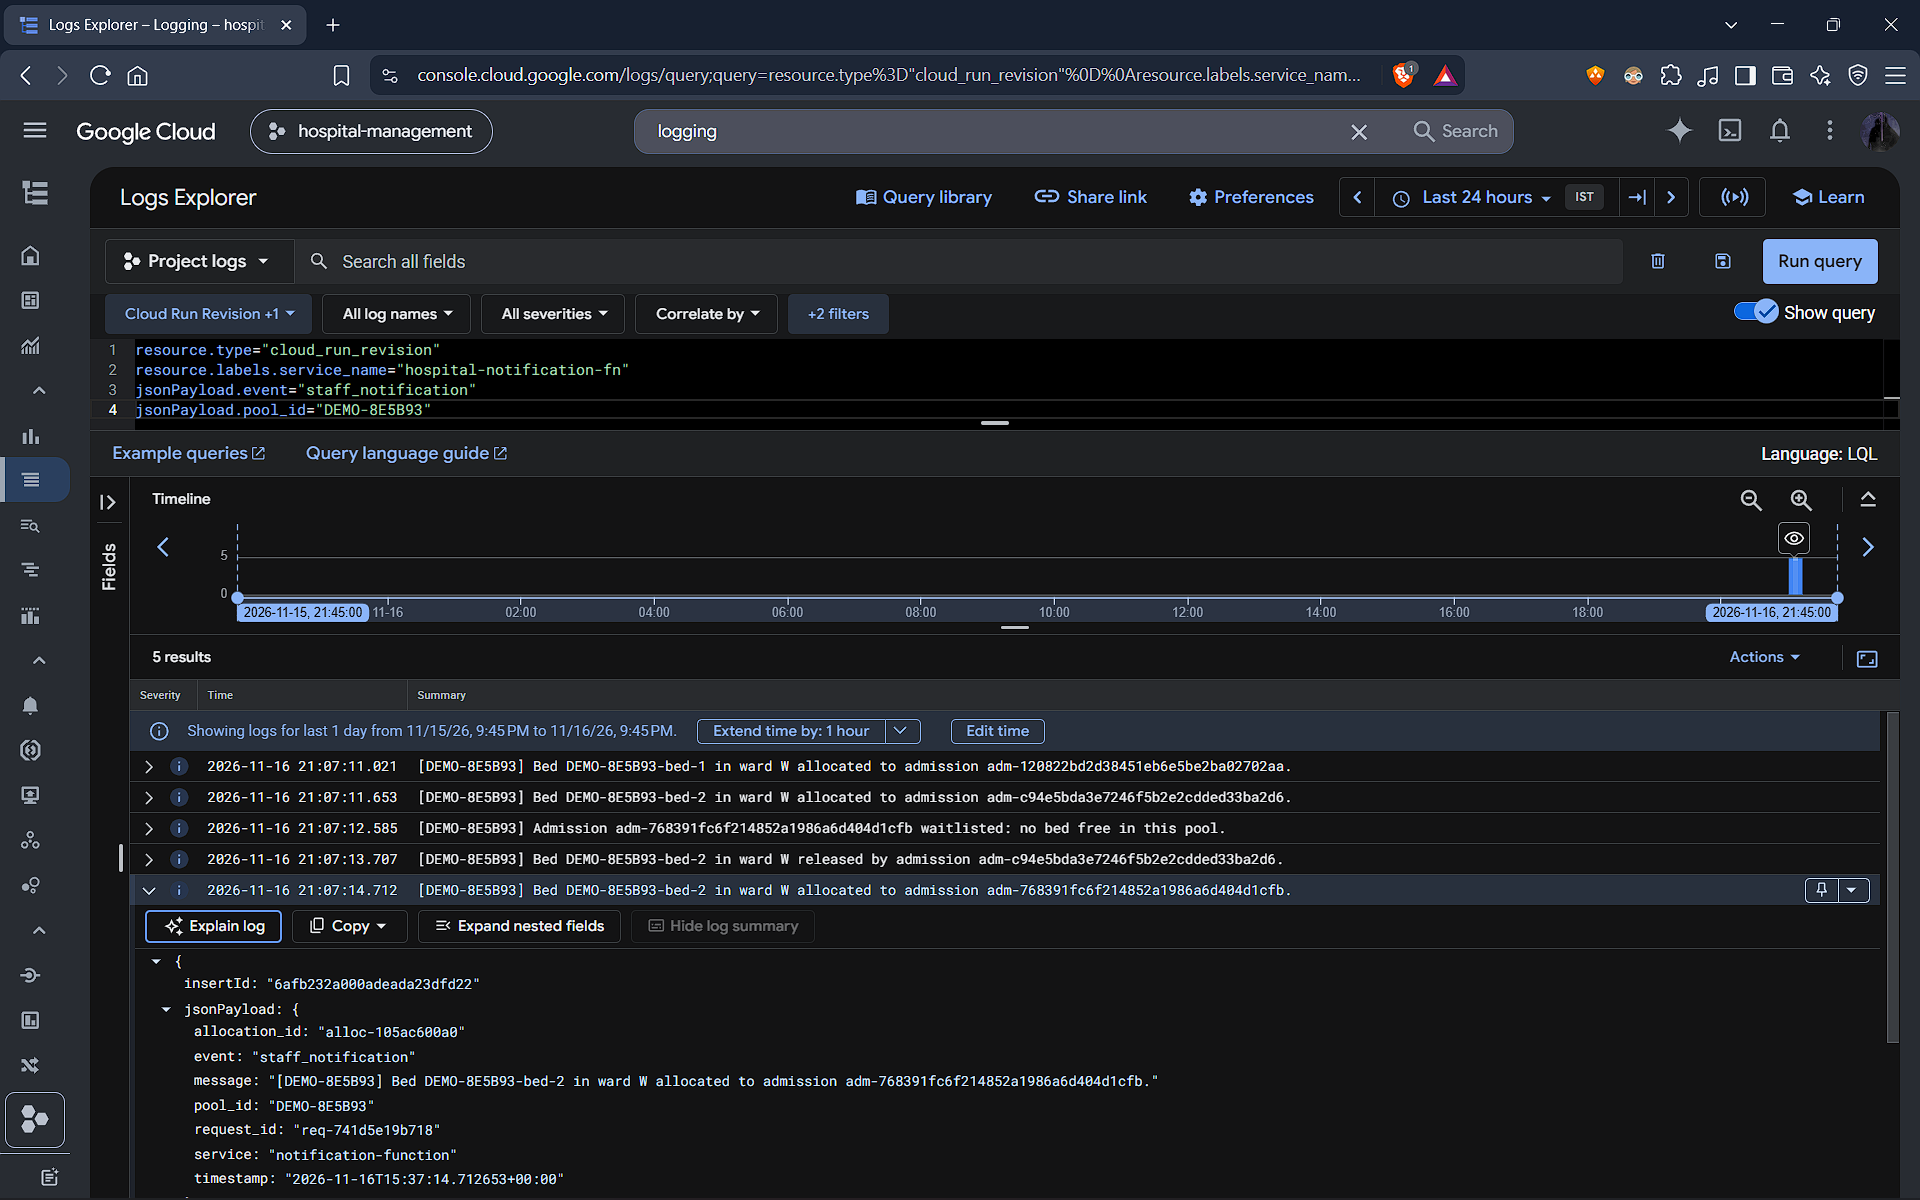 Logs Explorer – Logging – hospit
console.cloud.google.com/logs/query;query=resource.type%3D"cloud_run_revision"%0D%0Aresource.labels.service_nam...
1
Google Cloud
hospital-management
logging
Search
Logs Explorer
Query library
Share link
Preferences
Last 24 hours
IST
Learn
Project logs
Search all fields
Run query
Cloud Run Revision +1
All log names
All severities
Correlate by
+2 filters
Show query
1 resource.type="cloud_run_revision"
2 resource.labels.service_name="hospital-notification-fn"
3 jsonPayload.event="staff_notification"
4 jsonPayload.pool_id="DEMO-8E5B93"
Example queries
Query language guide
Language: LQL
Fields
Timeline
5
0
2026-11-15, 21:45:00 11-16 02:00 04:00 06:00 08:00 10:00 12:00 14:00 16:00 18:00 2026-11-16, 21:45:00
5 results
Actions
Severity Time Summary
Showing logs for last 1 day from 11/15/26, 9:45 PM to 11/16/26, 9:45 PM.
Extend time by: 1 hour
Edit time
2026-11-16 21:07:11.021 [DEMO-8E5B93] Bed DEMO-8E5B93-bed-1 in ward W allocated to admission adm-120822bd2d38451eb6e5be2ba02702aa.
2026-11-16 21:07:11.653 [DEMO-8E5B93] Bed DEMO-8E5B93-bed-2 in ward W allocated to admission adm-c94e5bda3e7246f5b2e2cdded33ba2d6.
2026-11-16 21:07:12.585 [DEMO-8E5B93] Admission adm-768391fc6f214852a1986a6d404d1cfb waitlisted: no bed free in this pool.
2026-11-16 21:07:13.707 [DEMO-8E5B93] Bed DEMO-8E5B93-bed-2 in ward W released by admission adm-c94e5bda3e7246f5b2e2cdded33ba2d6.
2026-11-16 21:07:14.712 [DEMO-8E5B93] Bed DEMO-8E5B93-bed-2 in ward W allocated to admission adm-768391fc6f214852a1986a6d404d1cfb.
Explain log
Copy
Expand nested fields
Hide log summary
{
insertId: "6afb232a000adeada23dfd22"
jsonPayload: {
allocation_id: "alloc-105ac600a0"
event: "staff_notification"
message: "[DEMO-8E5B93] Bed DEMO-8E5B93-bed-2 in ward W allocated to admission adm-768391fc6f214852a1986a6d404d1cfb."
pool_id: "DEMO-8E5B93"
request_id: "req-741d5e19b718"
service: "notification-function"
timestamp: "2026-11-16T15:37:14.712653+00:00"